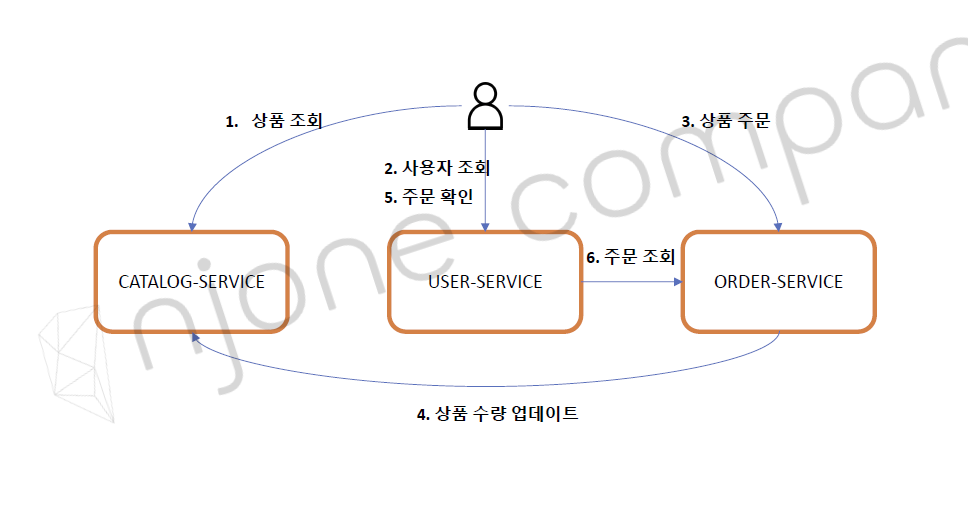 1. 상품 조회
3. 상품 주문
2. 사용자 조회
5. 주문 확인
6. 주문 조회
CATALOG-SERVICE
USER-SERVICE
ORDER-SERVICE
4. 상품 수량 업데이트
njone compan